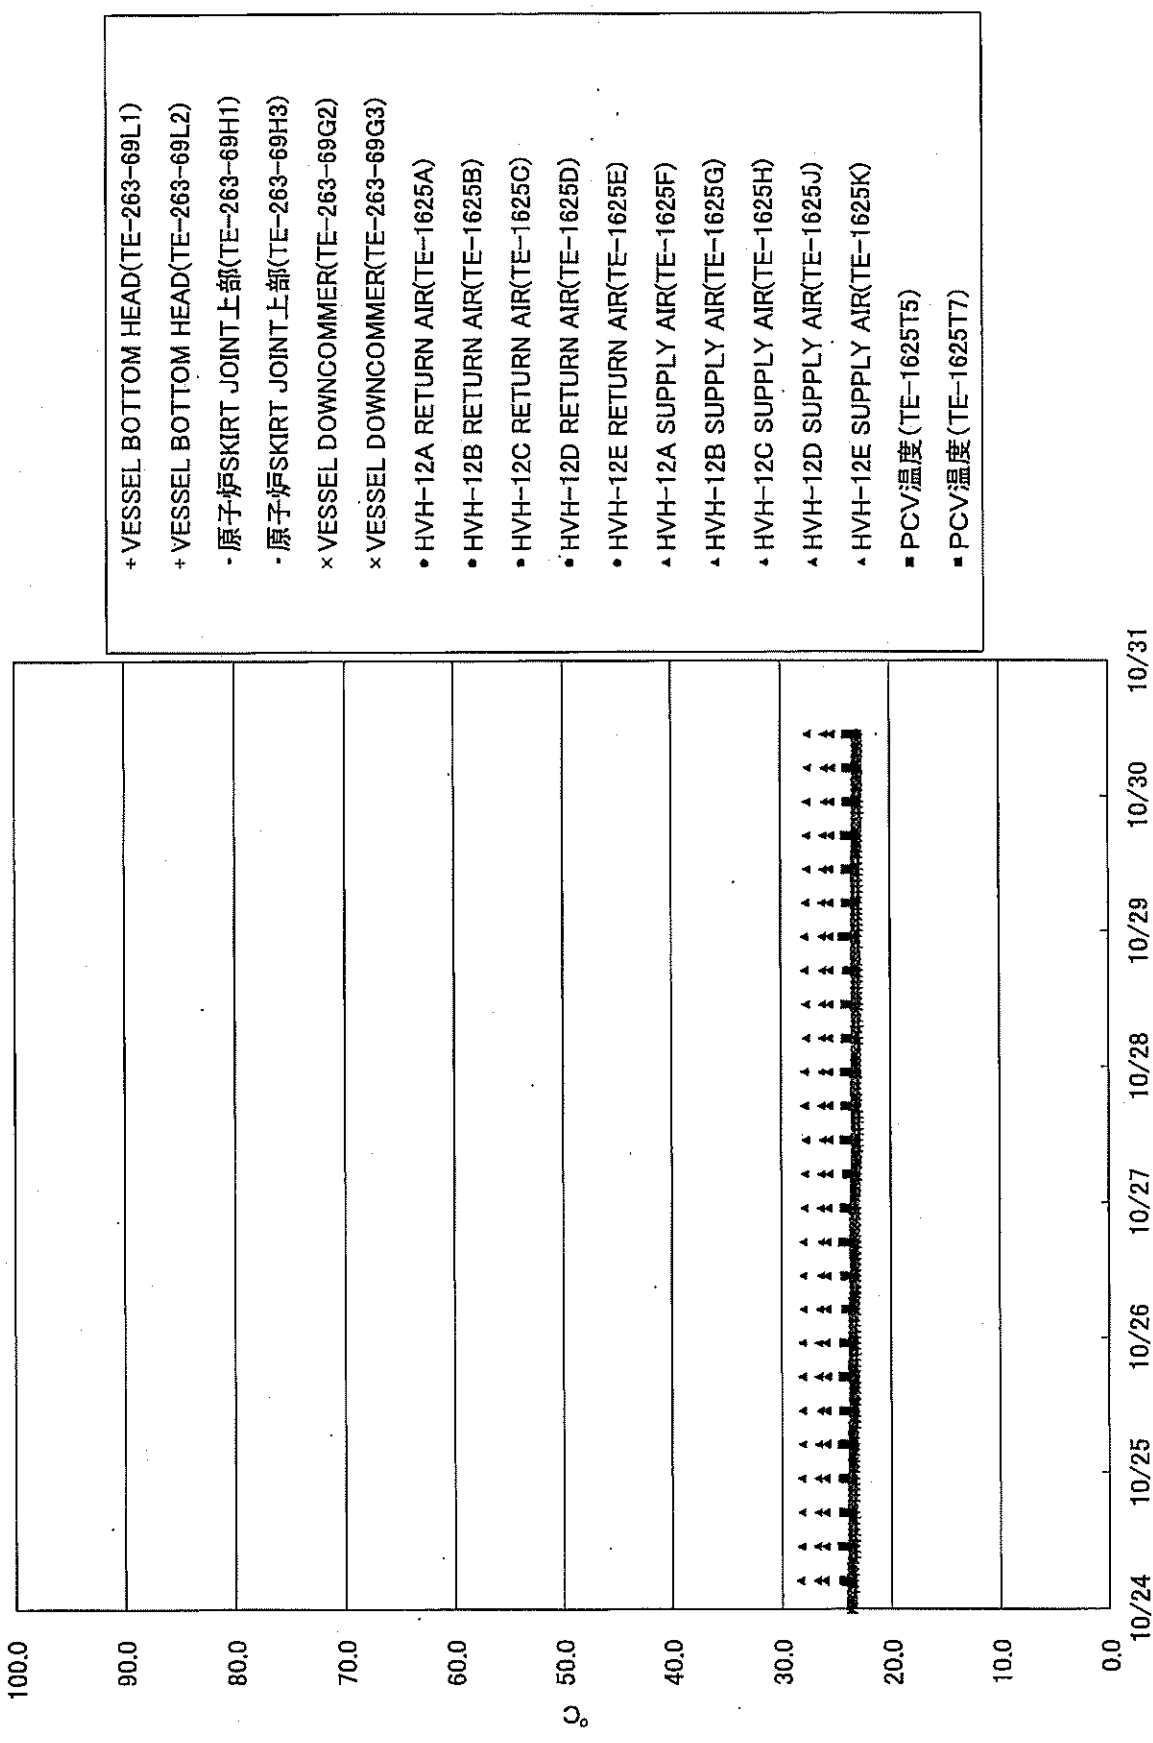 100.0
90.0
80.0
70.0
60.0
50.0
40.0
30.0
20.0
10.0
0.0
℃
10/24
10/25
10/26
10/27
10/28
10/29
10/30
10/31
+ VESSEL BOTTOM HEAD(TE-263-69L1)
+ VESSEL BOTTOM HEAD(TE-263-69L2)
- 原子炉SKIRT JOINT上部(TE-263-69H1)
- 原子炉SKIRT JOINT上部(TE-263-69H3)
× VESSEL DOWNCOMMER(TE-263-69G2)
× VESSEL DOWNCOMMER(TE-263-69G3)
● HVH-12A RETURN AIR(TE-1625A)
● HVH-12B RETURN AIR(TE-1625B)
● HVH-12C RETURN AIR(TE-1625C)
● HVH-12D RETURN AIR(TE-1625D)
● HVH-12E RETURN AIR(TE-1625E)
▲ HVH-12A SUPPLY AIR(TE-1625F)
▲ HVH-12B SUPPLY AIR(TE-1625G)
▲ HVH-12C SUPPLY AIR(TE-1625H)
▲ HVH-12D SUPPLY AIR(TE-1625J)
▲ HVH-12E SUPPLY AIR(TE-1625K)
■ PCV温度(TE-1625T5)
■ PCV温度(TE-1625T7)